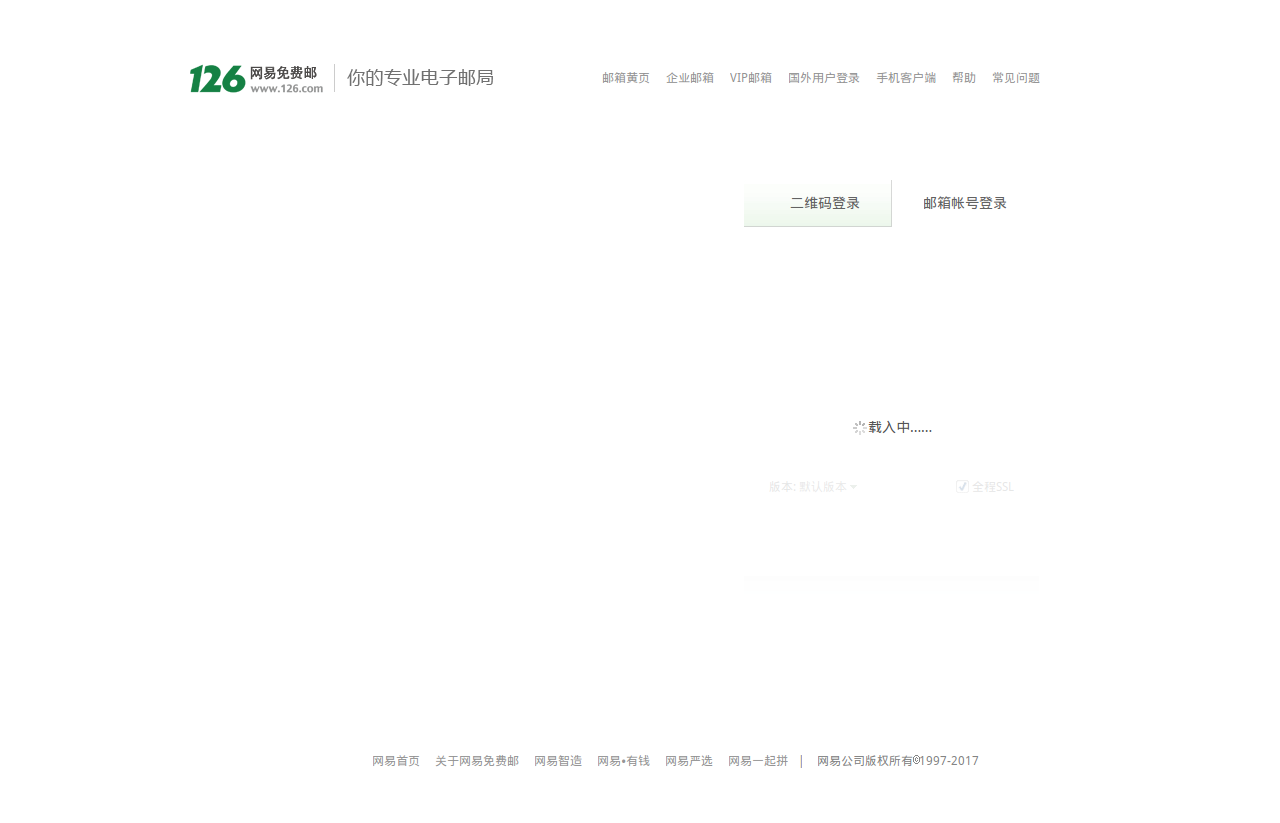 126 网易免费邮 www.126.com 你的专业电子邮局 邮箱黄页 企业邮箱 VIP邮箱 国外用户登录 手机客户端 帮助 常见问题
二维码登录 邮箱帐号登录
载入中......
版本: 默认版本 全程SSL
网易首页 关于网易免费邮 网易智造 网易•有钱 网易严选 网易一起拼 | 网易公司版权所有©1997-2017